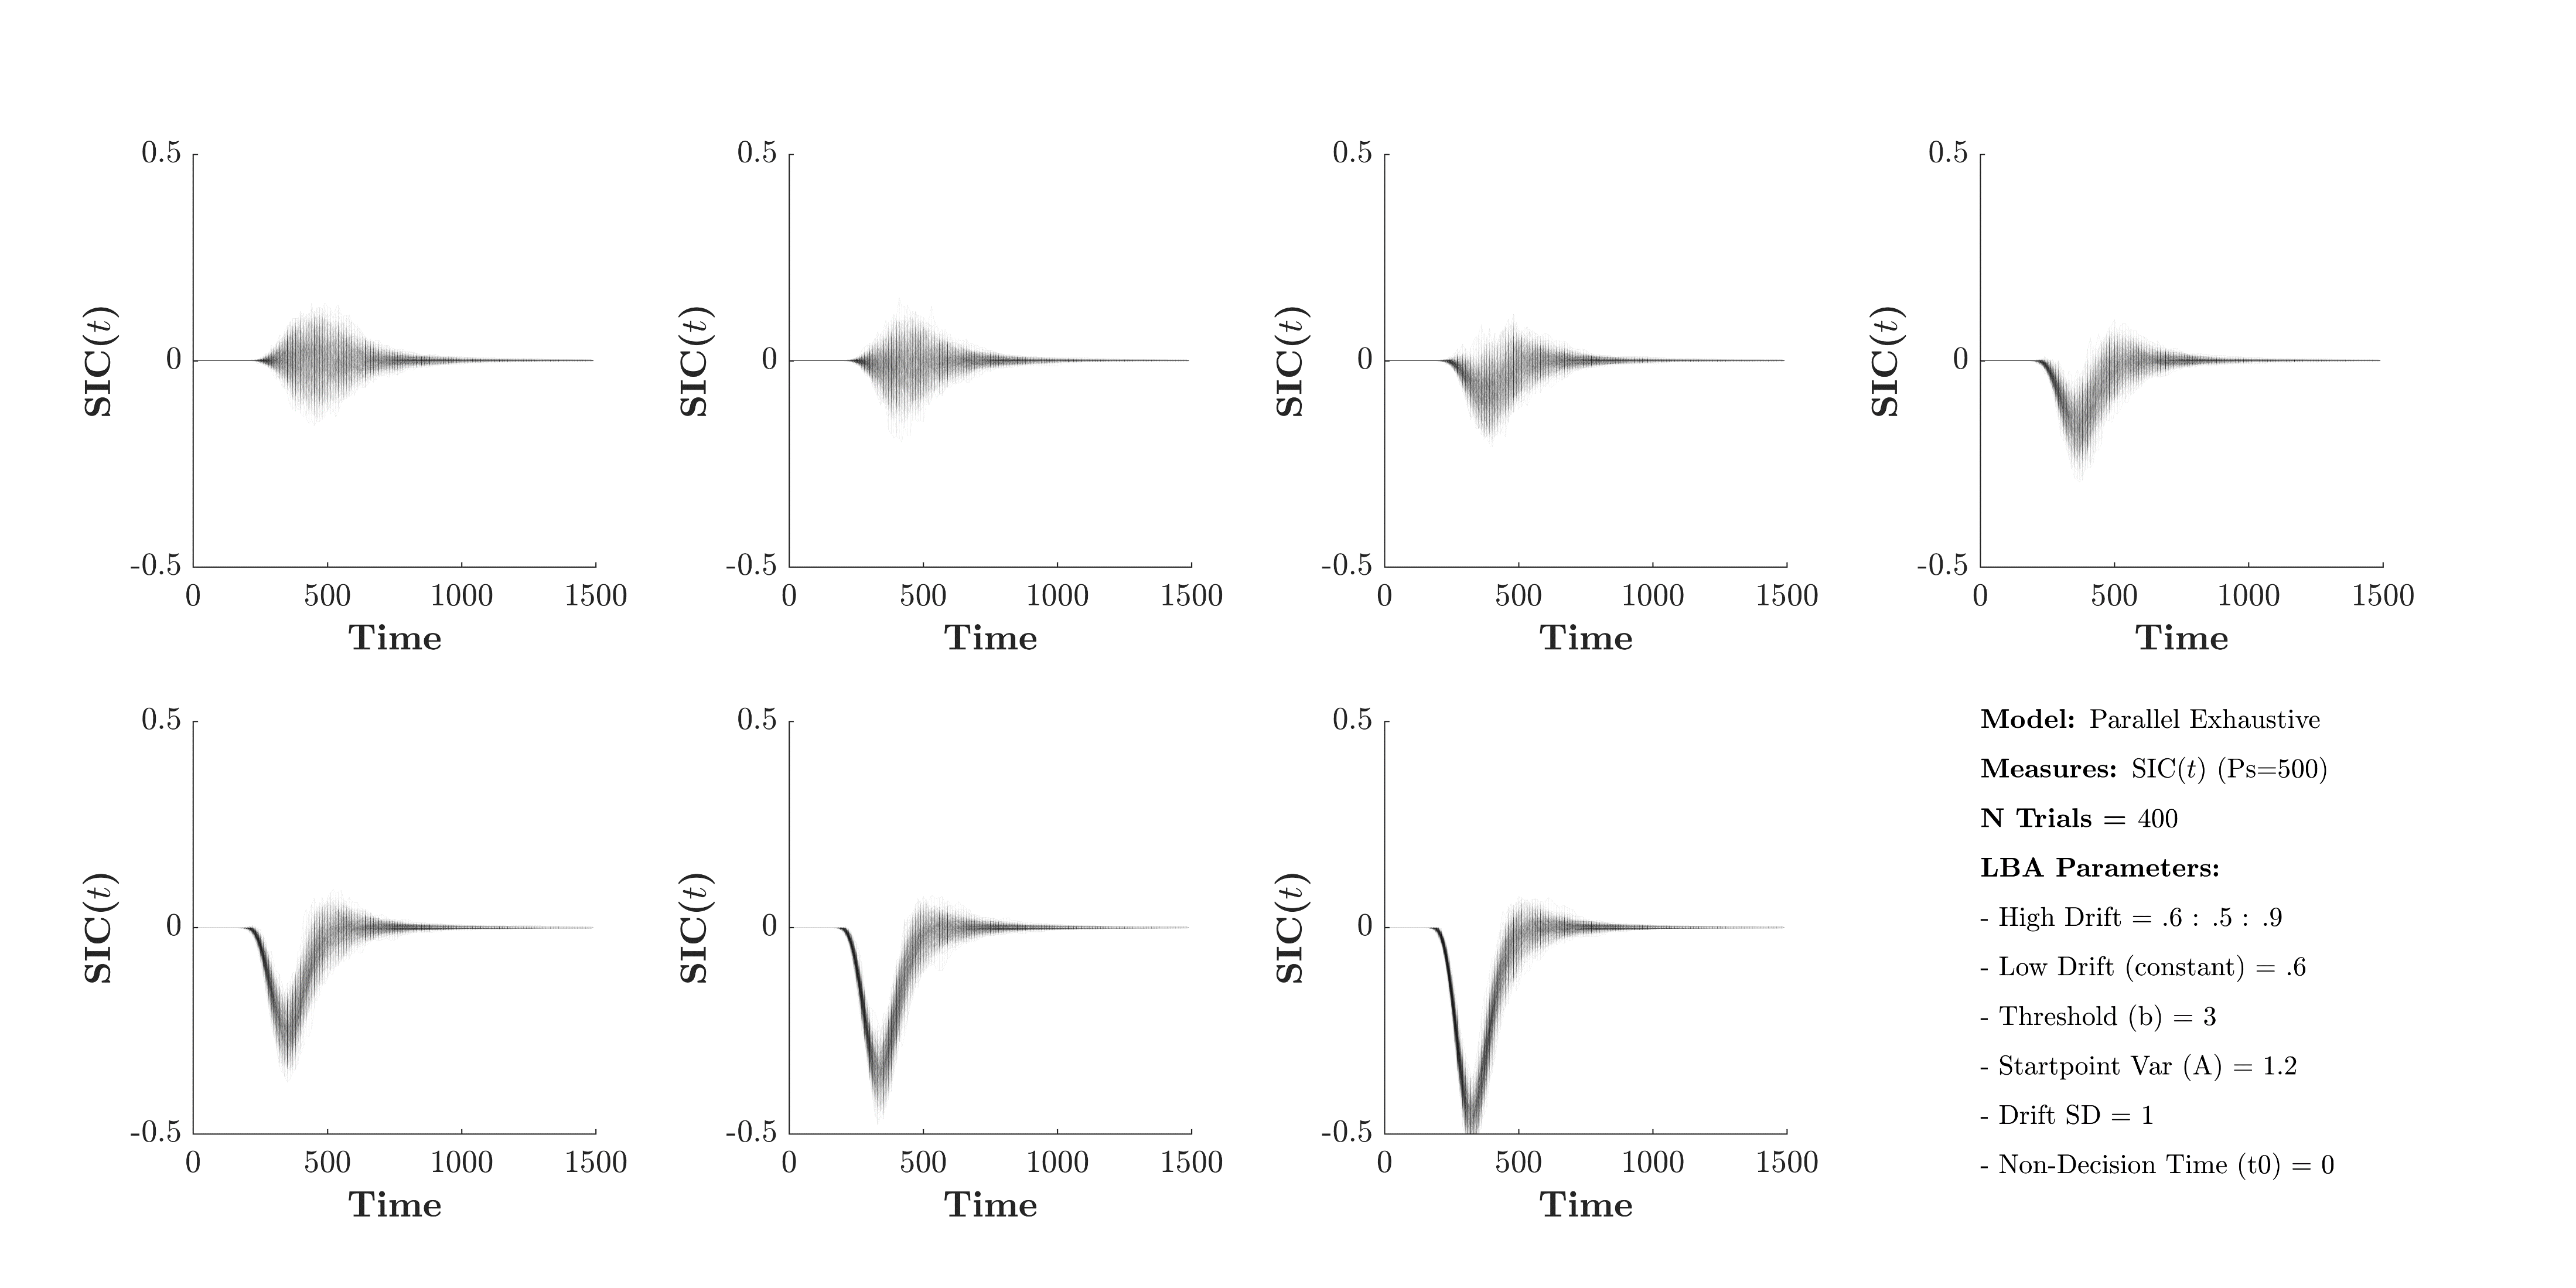 0.5
0
-0.5
SIC(t)
0 500 1000 1500
Time
0.5
0
-0.5
SIC(t)
0 500 1000 1500
Time
0.5
0
-0.5
SIC(t)
0 500 1000 1500
Time
0.5
0
-0.5
SIC(t)
0 500 1000 1500
Time
0.5
0
-0.5
SIC(t)
0 500 1000 1500
Time
0.5
0
-0.5
SIC(t)
0 500 1000 1500
Time
0.5
0
-0.5
SIC(t)
0 500 1000 1500
Time
Model: Parallel Exhaustive
Measures: SIC(t) (Ps=500)
N Trials = 400
LBA Parameters:
- High Drift = .6 : .5 : .9
- Low Drift (constant) = .6
- Threshold (b) = 3
- Startpoint Var (A) = 1.2
- Drift SD = 1
- Non-Decision Time (t0) = 0